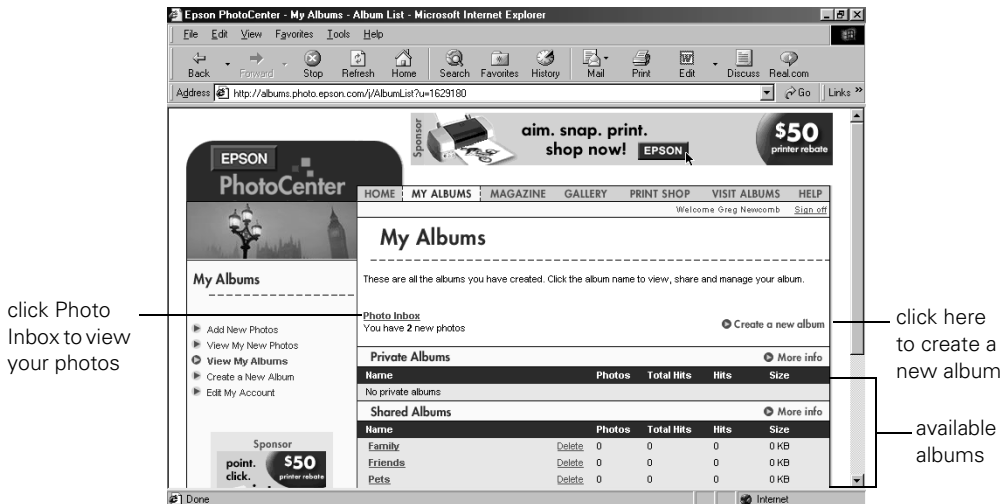 Epson PhotoCenter - My Albums - Album List - Microsoft Internet Explorer
File Edit View Favorites Tools Help
Back Forward Stop Refresh Home Search Favorites History Mail Print Edit Discuss Real.com
Address http://albums.photo.epson.com/j/AlbumList?u=1629180 Go Links »
Sponsor
aim. snap. print.
shop now! EPSON
$50
printer rebate
EPSON
PhotoCenter
HOME MY ALBUMS MAGAZINE GALLERY PRINT SHOP VISIT ALBUMS HELP
Welcome Greg Newcomb Sign off
My Albums
These are all the albums you have created. Click the album name to view, share and manage your album.
My Albums
Add New Photos
View My New Photos
View My Albums
Create a New Album
Edit My Account
Photo Inbox
You have 2 new photos
Create a new album
Private Albums More info
Name Photos Total Hits Hits Size
No private albums
Shared Albums More info
Name Photos Total Hits Hits Size
Family Delete 0 0 0 0 KB
Friends Delete 0 0 0 0 KB
Pets Delete 0 0 0 0 KB
Sponsor
point.
click.
$50
printer rebate
Done Internet
click Photo
Inbox to view
your photos
click here
to create a
new album
available
albums